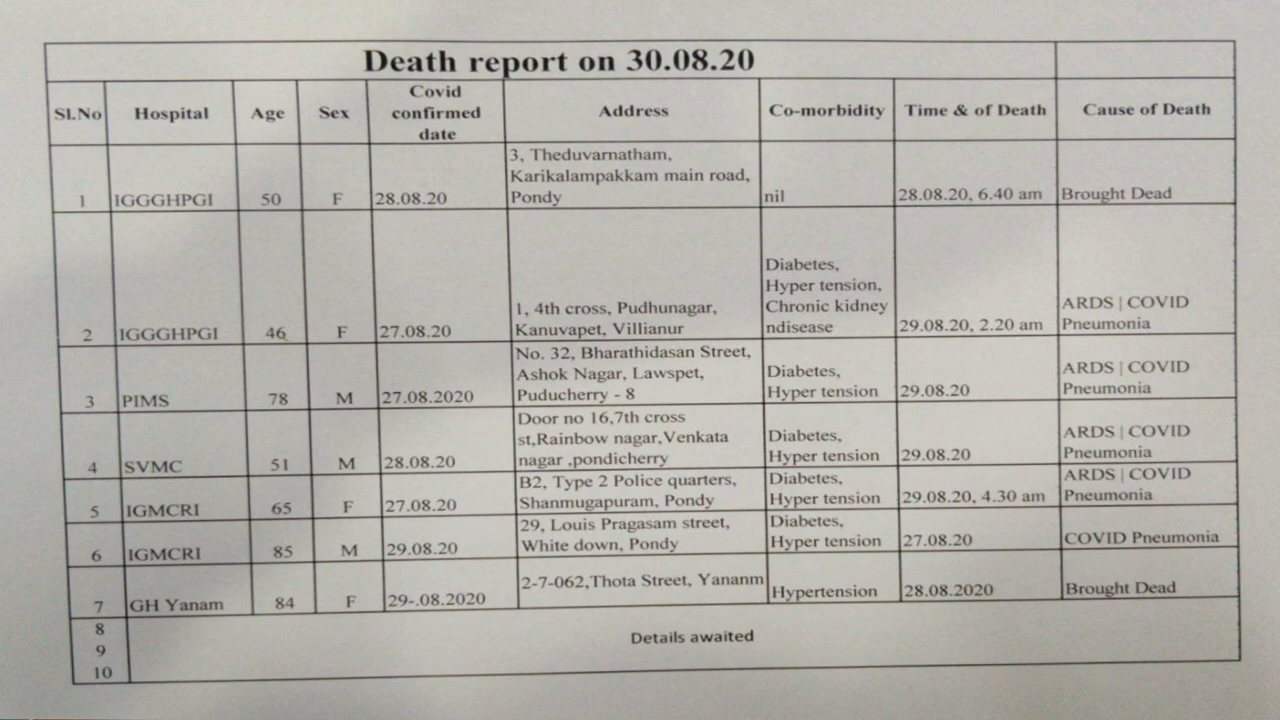 Death report on 30.08.20
Sl.No Hospital Age Sex Covid confirmed date Address Co-morbidity Time & of Death Cause of Death
1 IGGGHPGI 50 F 28.08.20 3, Theduvarnatham, Karikalampakkam main road, Pondy nil 28.08.20, 6.40 am Brought Dead
2 IGGGHPGI 46 F 27.08.20 1, 4th cross, Pudhunagar, Kanuvapet, Villianur Diabetes, Hyper tension, Chronic kidney ndisease 29.08.20, 2.20 am ARDS | COVID Pneumonia
3 PIMS 78 M 27.08.2020 No. 32, Bharathidasan Street, Ashok Nagar, Lawspet, Puducherry - 8 Diabetes, Hyper tension 29.08.20 ARDS | COVID Pneumonia
4 SVMC 51 M 28.08.20 Door no 16,7th cross st,Rainbow nagar,Venkata nagar ,pondicherry Diabetes, Hyper tension 29.08.20 ARDS | COVID Pneumonia
5 IGMCRI 65 F 27.08.20 B2, Type 2 Police quarters, Shanmugapuram, Pondy Diabetes, Hyper tension 29.08.20, 4.30 am ARDS | COVID Pneumonia
6 IGMCRI 85 M 29.08.20 29, Louis Pragasam street, White down, Pondy Diabetes, Hyper tension 27.08.20 COVID Pneumonia
7 GH Yanam 84 F 29-.08.2020 2-7-062,Thota Street, Yananm Hypertension 28.08.2020 Brought Dead
8
9 Details awaited
10